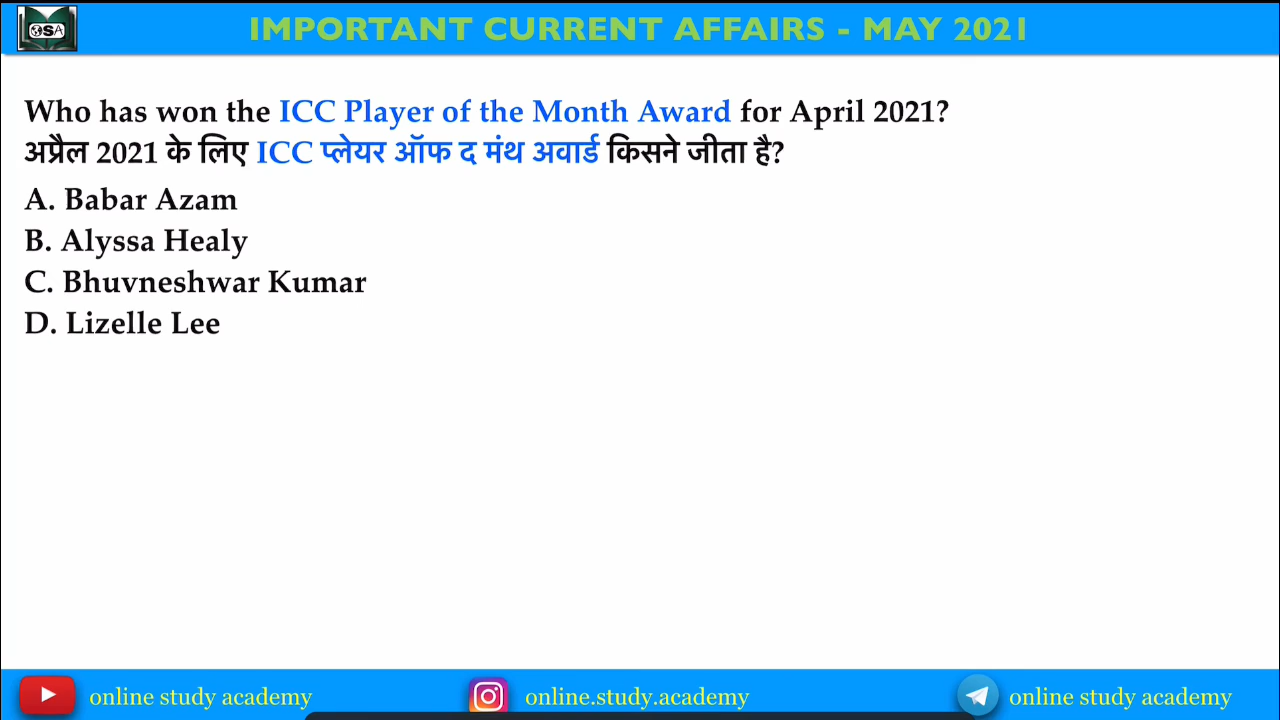 OSA
IMPORTANT CURRENT AFFAIRS - MAY 2021
Who has won the ICC Player of the Month Award for April 2021?
अप्रैल 2021 के लिए ICC प्लेयर ऑफ द मंथ अवार्ड किसने जीता है?
A. Babar Azam
B. Alyssa Healy
C. Bhuvneshwar Kumar
D. Lizelle Lee
online study academy
online.study.academy
online study academy